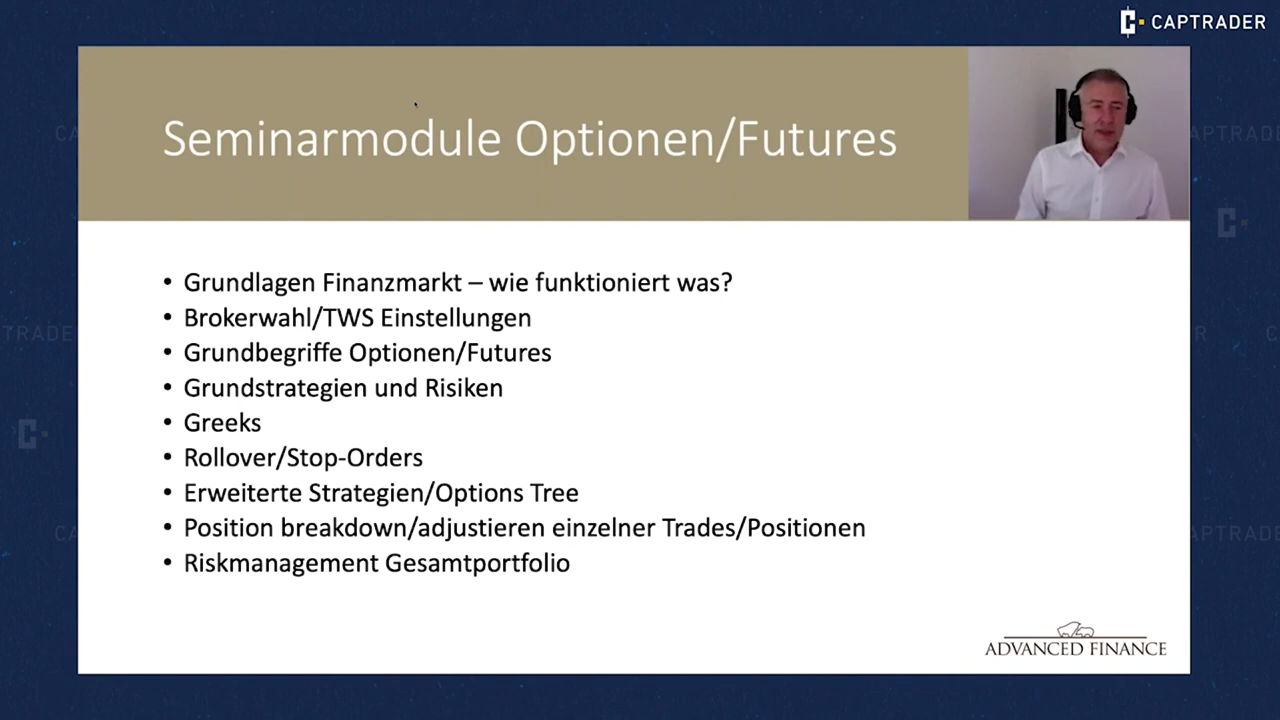 CAPTRADER
Seminarmodule Optionen/Futures
• Grundlagen Finanzmarkt – wie funktioniert was?
• Brokerwahl/TWS Einstellungen
• Grundbegriffe Optionen/Futures
• Grundstrategien und Risiken
• Greeks
• Rollover/Stop-Orders
• Erweiterte Strategien/Options Tree
• Position breakdown/adjustieren einzelner Trades/Positionen
• Riskmanagement Gesamtportfolio
ADVANCED FINANCE